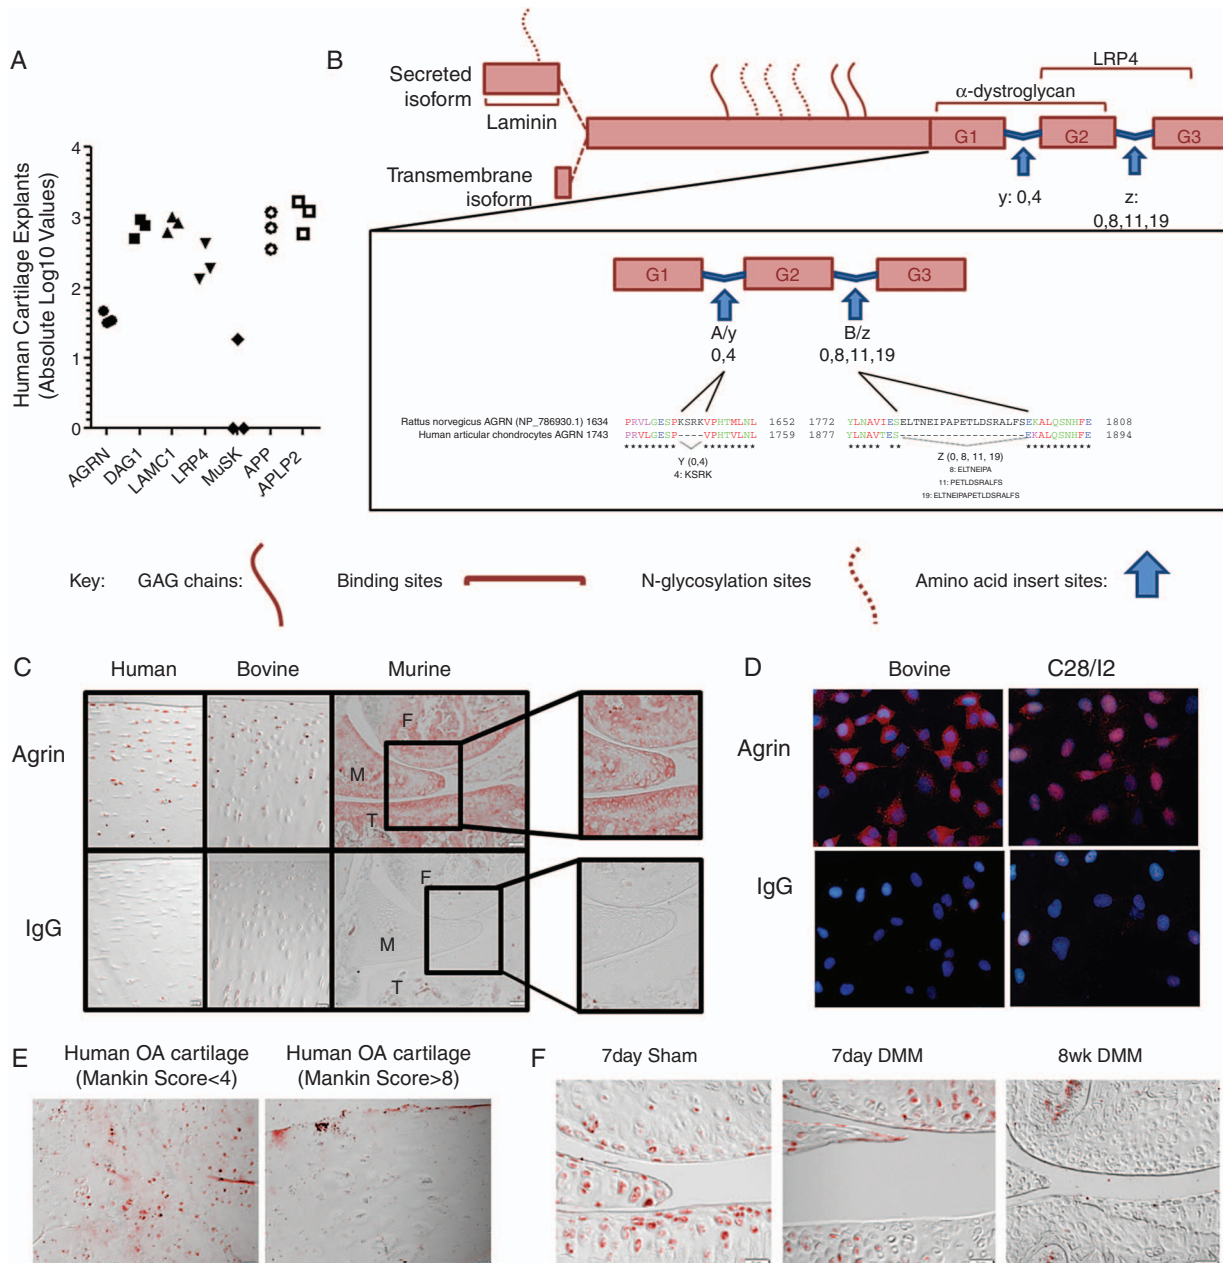 A
Human Cartilage Explants
(Absolute Log10 Values)
4
3
2
1
0
AGRN
DAG1
LAMC1
LRP4
MuSK
APP
APLP2
B
Secreted
isoform
Laminin
Transmembrane
isoform
LRP4
α-dystroglycan
G1
G2
G3
y: 0,4
z:
0,8,11,19
G1
G2
G3
A/y
0,4
B/z
0,8,11,19
Rattus norvegicus AGRN (NP_786930.1) 1634 PRVLGESPKSRKVPHTMLNL 1652 1772 YLNAVIESELTNEIPAPETLDSRALFSEKALQSNHFE 1808
Human articular chondrocytes AGRN 1743 PRVLGESP----VPHTVLNL 1759 1877 YLNAVTES-------------------EKALQSNHFE 1894
******** ******** ***** ** **********
Y (0,4)
4: KSRK
Z (0, 8, 11, 19)
8: ELTNEIPA
11: PETLDSRALFS
19: ELTNEIPAPETLDSRALFS
Key: GAG chains: Binding sites N-glycosylation sites Amino acid insert sites:
C
Human Bovine Murine
Agrin
F
M
T
IgG
F
M
T
D
Bovine C28/I2
Agrin
IgG
E
Human OA cartilage
(Mankin Score<4)
Human OA cartilage
(Mankin Score>8)
F
7day Sham 7day DMM 8wk DMM